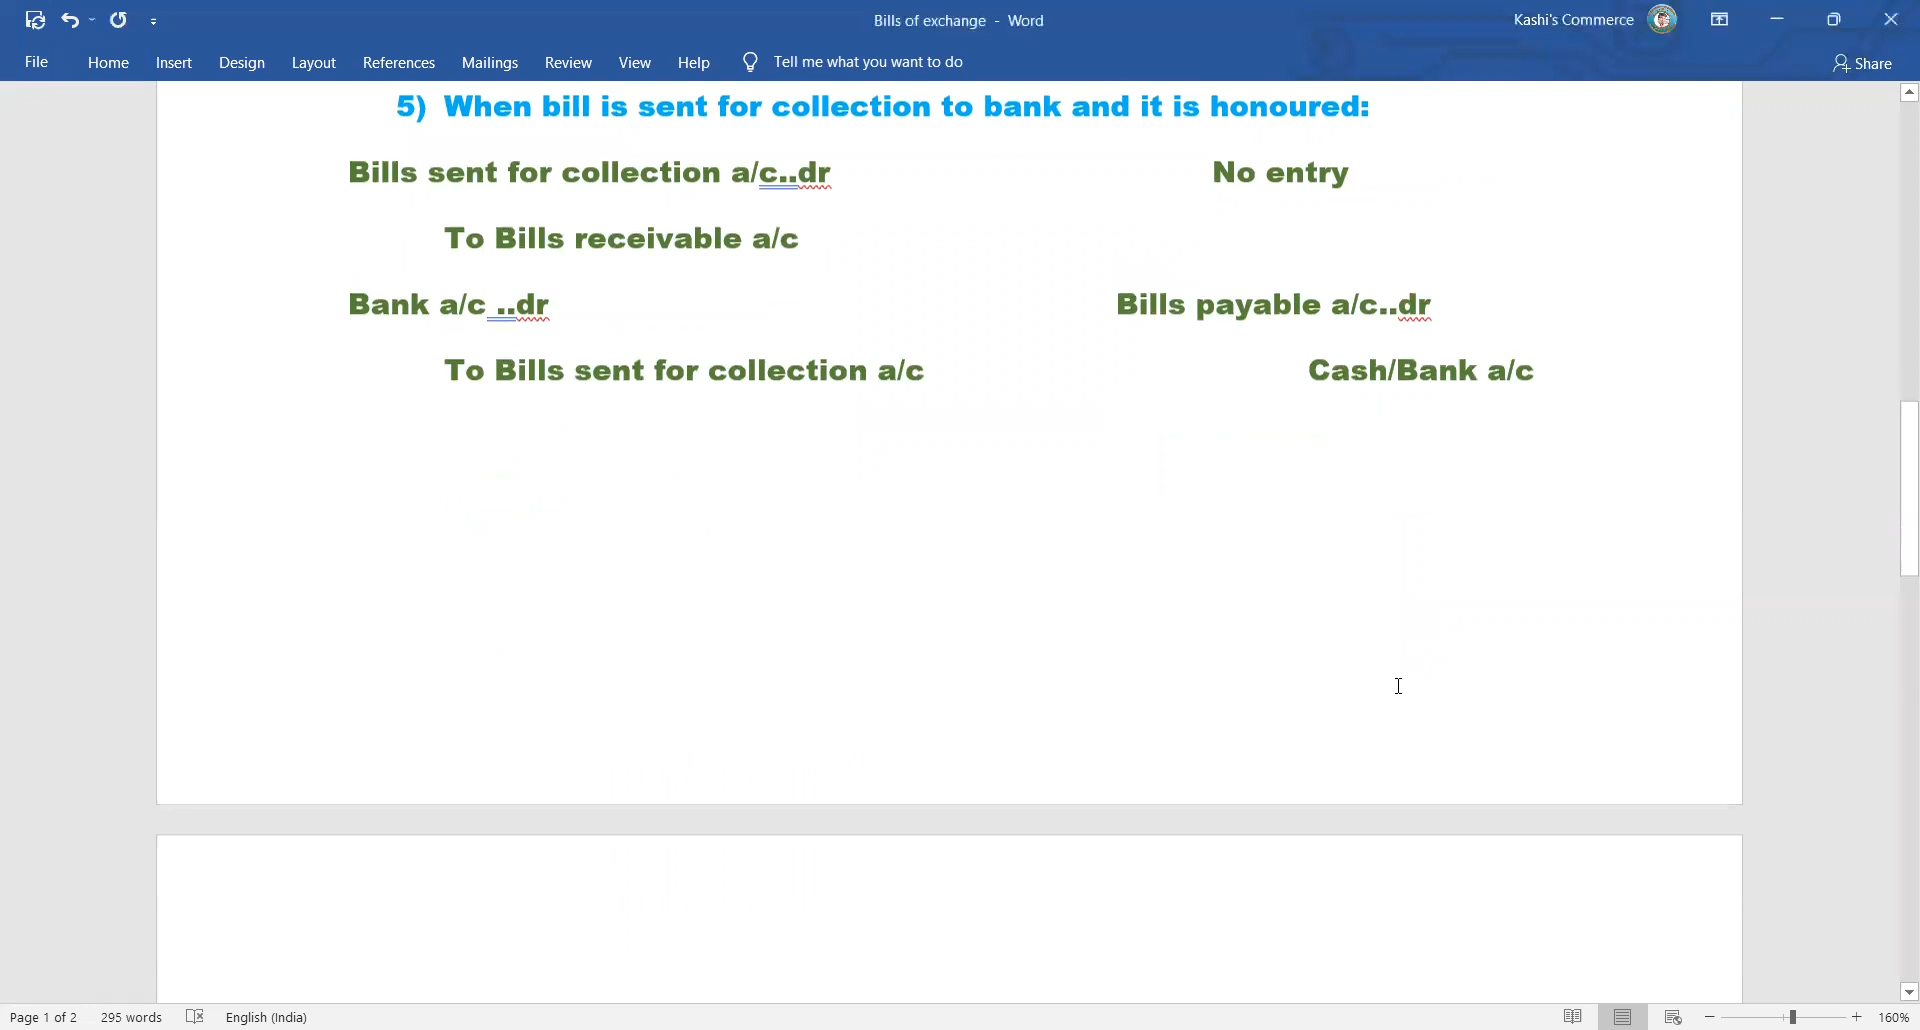 Bills of exchange - Word
Kashi's Commerce
File Home Insert Design Layout References Mailings Review View Help Tell me what you want to do Share
5) When bill is sent for collection to bank and it is honoured:
Bills sent for collection a/c..dr No entry
To Bills receivable a/c
Bank a/c ..dr Bills payable a/c..dr
To Bills sent for collection a/c Cash/Bank a/c
Page 1 of 2 295 words English (India) 160%